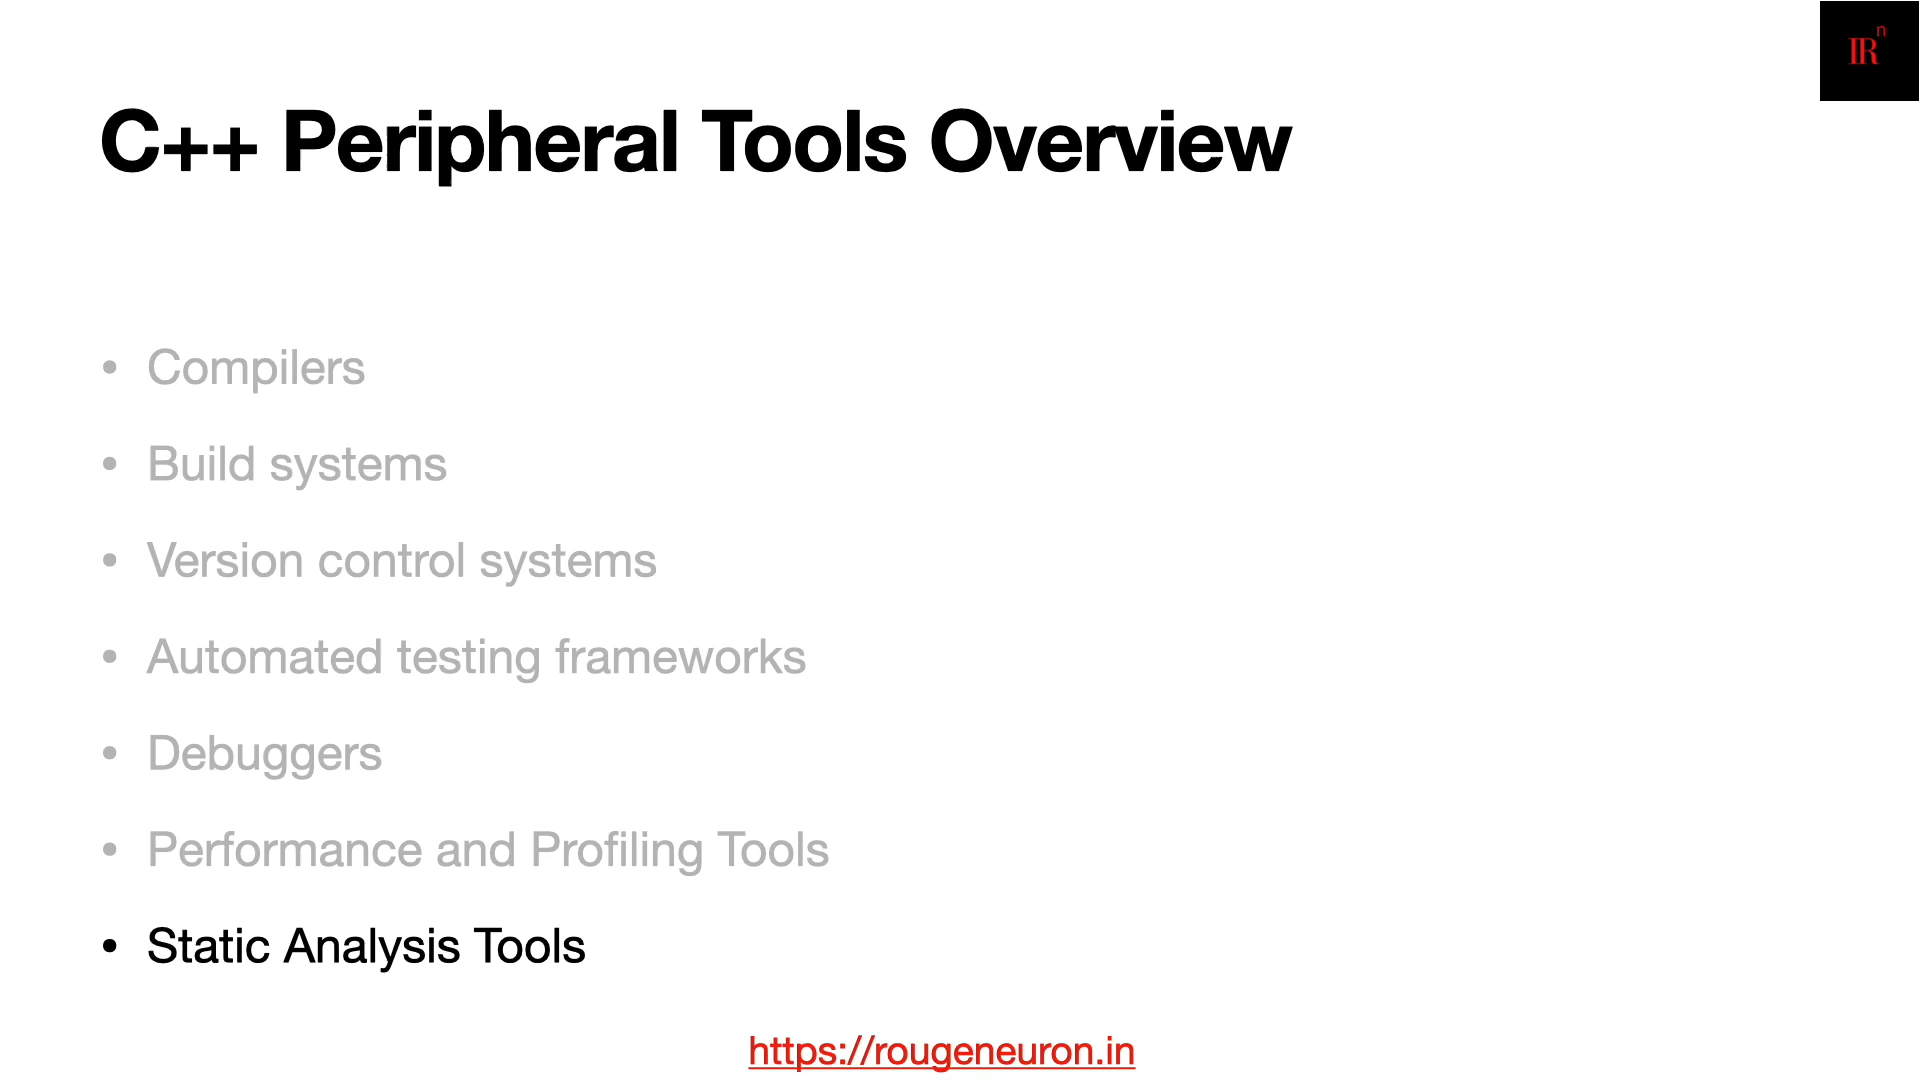 IRⁿ
C++ Peripheral Tools Overview
• Compilers
• Build systems
• Version control systems
• Automated testing frameworks
• Debuggers
• Performance and Profiling Tools
• Static Analysis Tools
https://rougeneuron.in